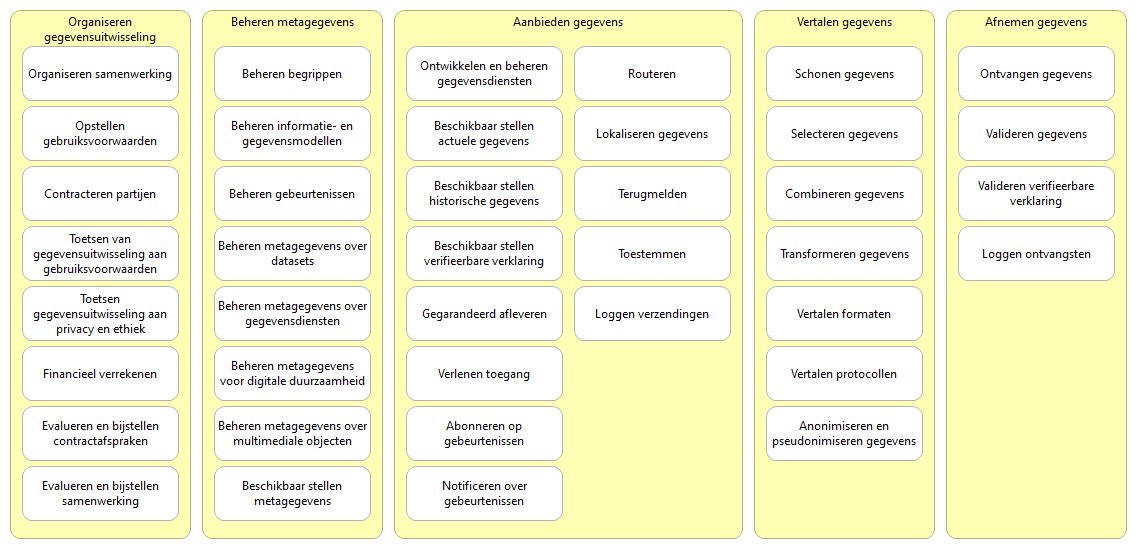 Organiseren
gegevensuitwisseling
Organiseren samenwerking
Opstellen
gebruiksvoorwaarden
Contracteren partijen
Toetsen van
gegevensuitwisseling aan
gebruiksvoorwaarden
Toetsen
gegevensuitwisseling aan
privacy en ethiek
Financieel verrekenen
Evalueren en bijstellen
contractafspraken
Evalueren en bijstellen
samenwerking
Beheren metagegevens
Beheren begrippen
Beheren informatie- en
gegevensmodellen
Beheren gebeurtenissen
Beheren metagegevens over
datasets
Beheren metagegevens over
gegevensdiensten
Beheren metagegevens
voor digitale duurzaamheid
Beheren metagegevens over
multimediale objecten
Beschikbaar stellen
metagegevens
Aanbieden gegevens
Ontwikkelen en beheren
gegevensdiensten
Beschikbaar stellen
actuele gegevens
Beschikbaar stellen
historische gegevens
Beschikbaar stellen
verifieerbare verklaring
Gegarandeerd afleveren
Verlenen toegang
Abonneren op
gebeurtenissen
Notificeren over
gebeurtenissen
Routeren
Lokaliseren gegevens
Terugmelden
Toestemmen
Loggen verzendingen
Vertalen gegevens
Schonen gegevens
Selecteren gegevens
Combineren gegevens
Transformeren gegevens
Vertalen formaten
Vertalen protocollen
Anonimiseren en
pseudonimiseren gegevens
Afnemen gegevens
Ontvangen gegevens
Valideren gegevens
Valideren verifieerbare
verklaring
Loggen ontvangsten